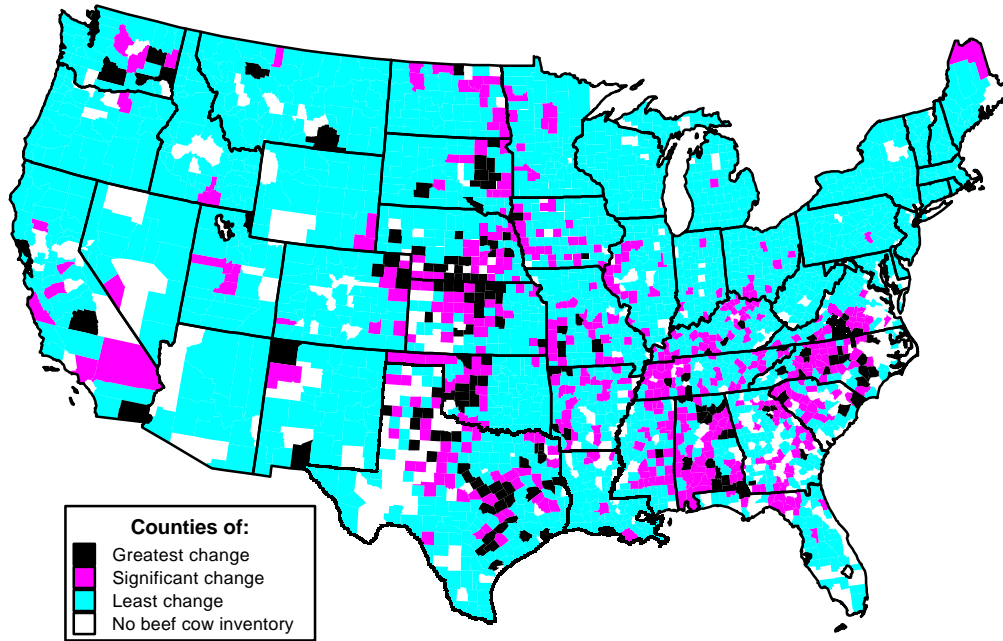 Counties of:
Greatest change
Significant change
Least change
No beef cow inventory